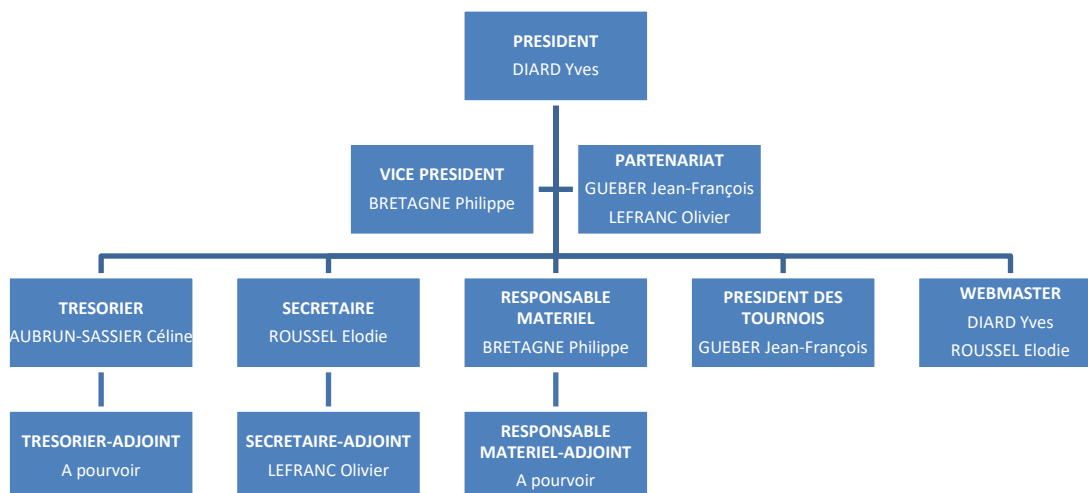 PRESIDENT
DIARD Yves
VICE PRESIDENT
BRETAGNE Philippe
PARTENARIAT
GUEBER Jean-François
LEFRANC Olivier
TRESORIER
AUBRUN-SASSIER Céline
SECRETAIRE
ROUSSEL Elodie
RESPONSABLE
MATERIEL
BRETAGNE Philippe
PRESIDENT DES
TOURNOIS
GUEBER Jean-François
WEBMASTER
DIARD Yves
ROUSSEL Elodie
TRESORIER-ADJOINT
A pourvoir
SECRETAIRE-ADJOINT
LEFRANC Olivier
RESPONSABLE
MATERIEL-ADJOINT
A pourvoir